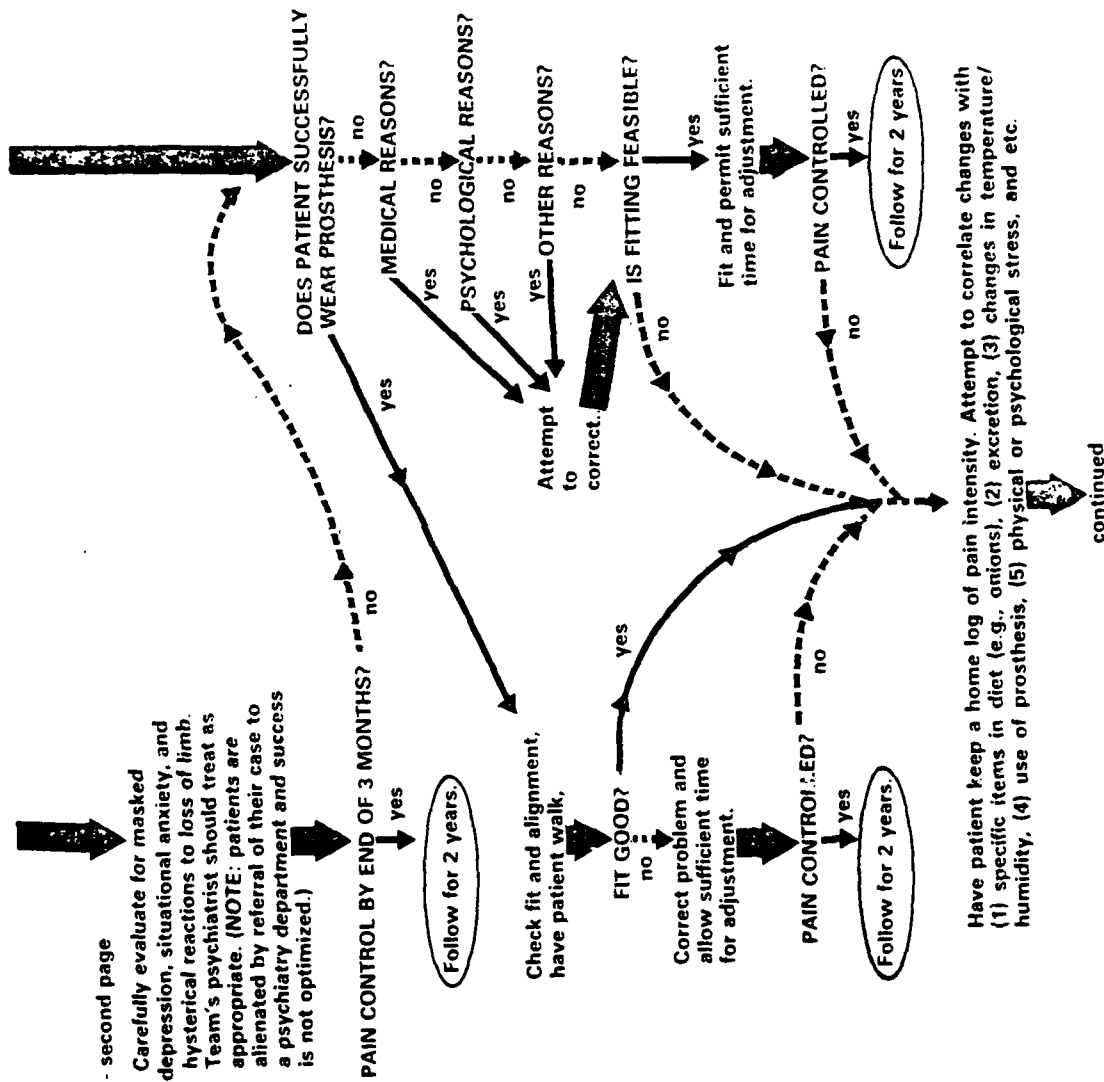 - second page
Carefully evaluate for masked
depression, situational anxiety, and
hysterical reactions to loss of limb.
Team's psychiatrist should treat as
appropriate. (NOTE: patients are
alienated by referral of their case to
a psychiatry department and success
is not optimized.)
PAIN CONTROL BY END OF 3 MONTHS?
no
yes
Follow for 2 years.
DOES PATIENT SUCCESSFULLY
WEAR PROSTHESIS?
no
yes
MEDICAL REASONS?
yes
no
PSYCHOLOGICAL REASONS?
yes
no
OTHER REASONS?
yes
no
Attempt
to
correct.
IS FITTING FEASIBLE?
no
yes
Fit and permit sufficient
time for adjustment.
PAIN CONTROLLED?
no
yes
Follow for 2 years
Check fit and alignment,
have patient walk,
FIT GOOD?
yes
no
Correct problem and
allow sufficient time
for adjustment.
PAIN CONTROLLED?
no
yes
Follow for 2 years.
Have patient keep a home log of pain intensity. Attempt to correlate changes with
(1) specific items in diet (e.g., onions), (2) excretion, (3) changes in temperature/
humidity, (4) use of prosthesis, (5) physical or psychological stress, and etc.
continued